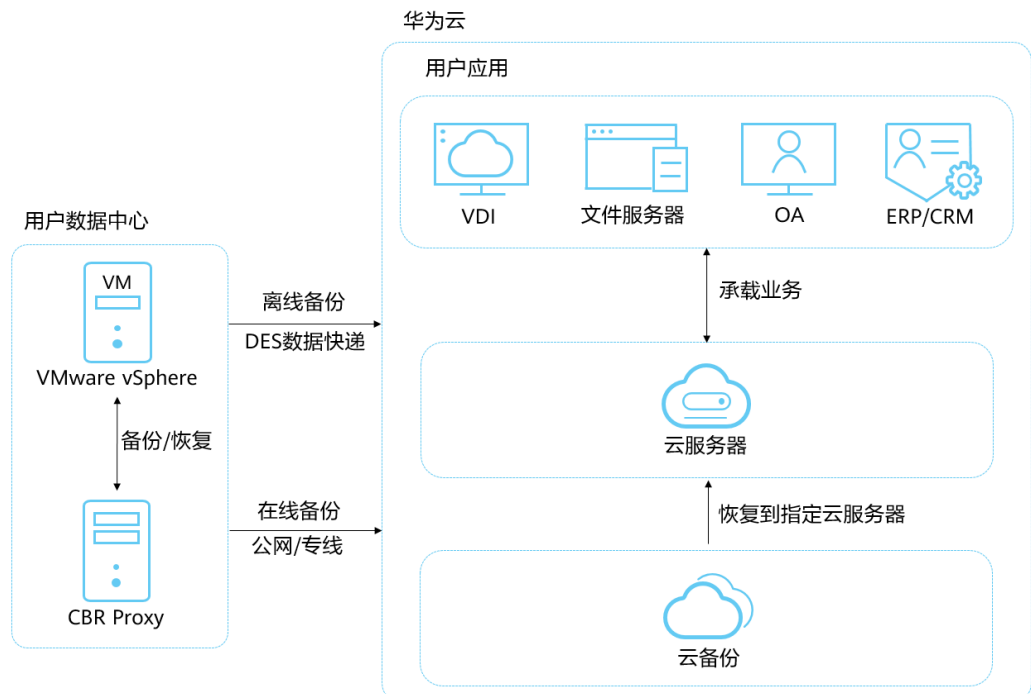 华为云
用户应用
VDI
文件服务器
OA
ERP/CRM
用户数据中心
VM
VMware vSphere
备份/恢复
CBR Proxy
离线备份
DES数据快递
在线备份
公网/专线
承载业务
云服务器
恢复到指定云服务器
云备份